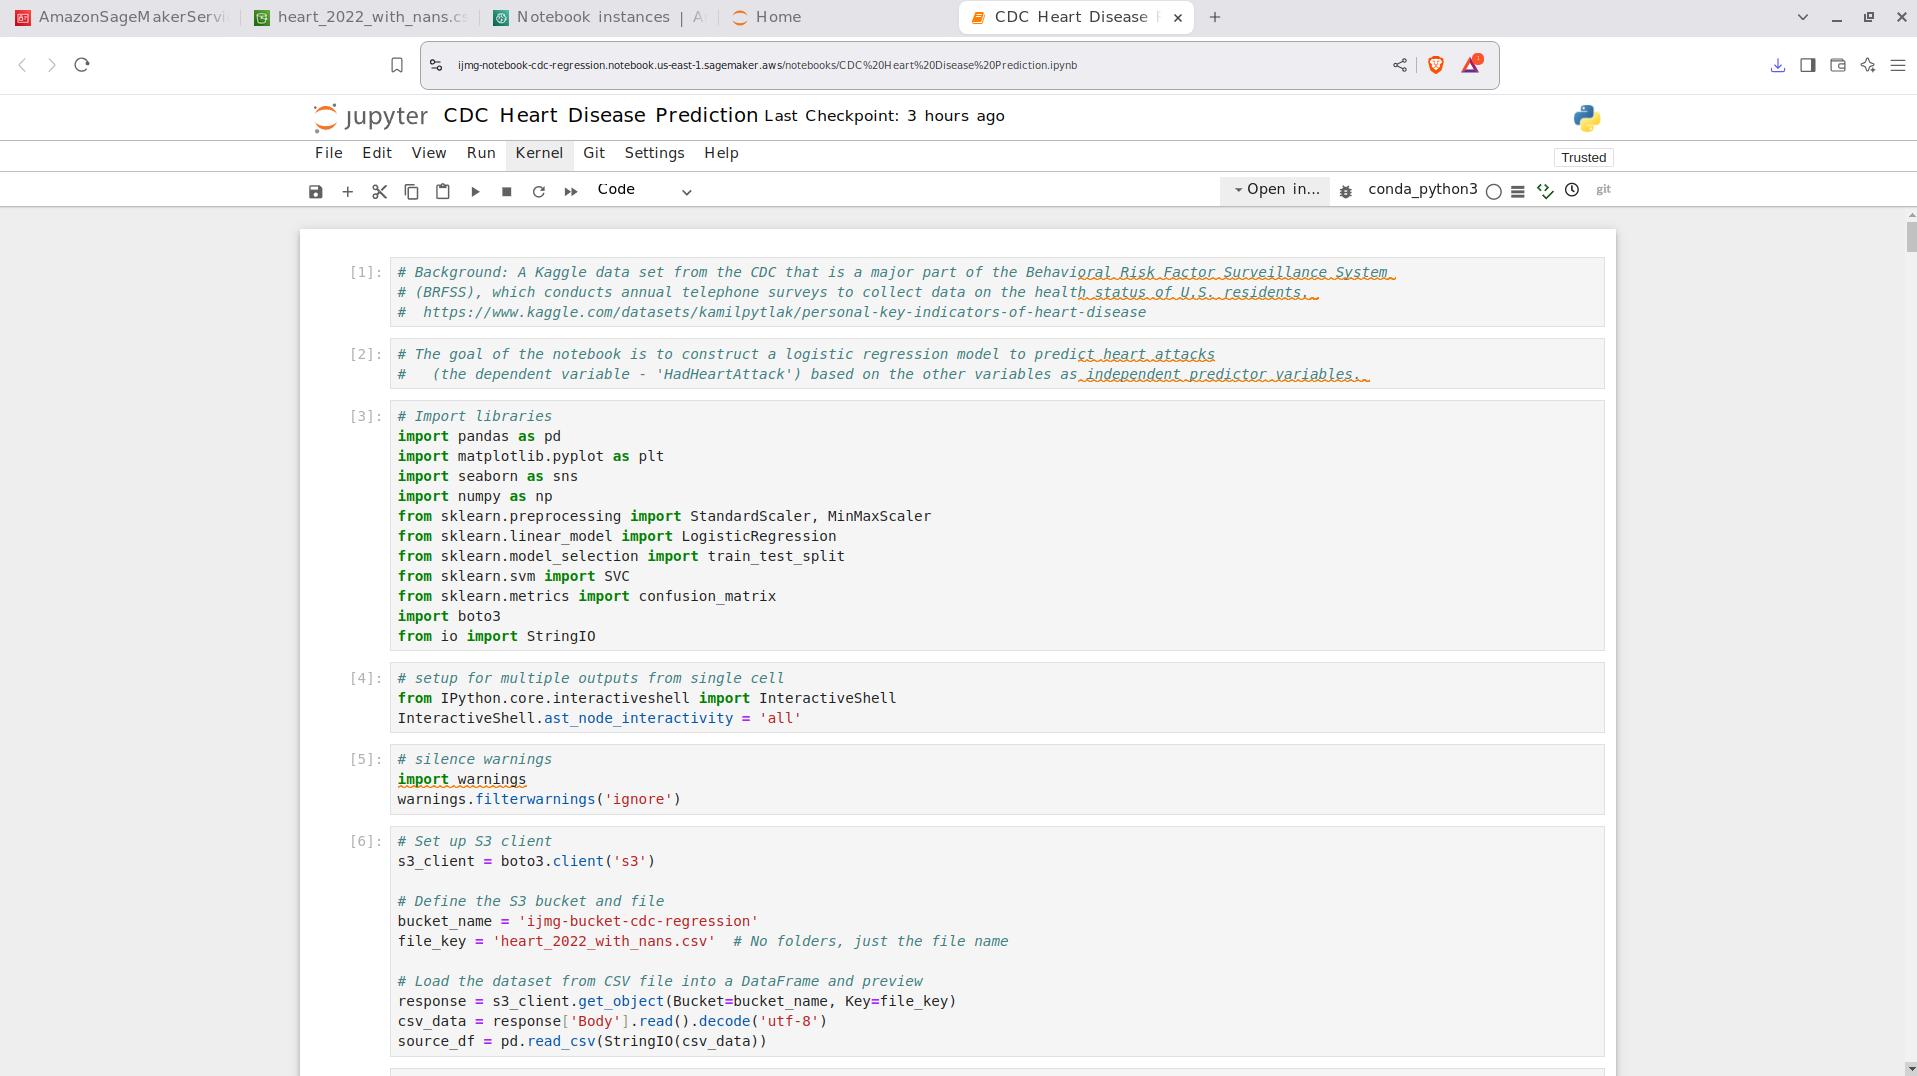 AmazonSageMakerServi
heart_2022_with_nans.cs
Notebook instances | A
Home
CDC Heart Disease P
ijmg-notebook-cdc-regression.notebook.us-east-1.sagemaker.aws/notebooks/CDC%20Heart%20Disease%20Prediction.ipynb
jupyter CDC Heart Disease Prediction Last Checkpoint: 3 hours ago
File Edit View Run Kernel Git Settings Help
Trusted
Code
Open in...
conda_python3
git
[1]: # Background: A Kaggle data set from the CDC that is a major part of the Behavioral Risk Factor Surveillance System
# (BRFSS), which conducts annual telephone surveys to collect data on the health status of U.S. residents.
#  https://www.kaggle.com/datasets/kamilpytlak/personal-key-indicators-of-heart-disease
[2]: # The goal of the notebook is to construct a logistic regression model to predict heart attacks
#   (the dependent variable - 'HadHeartAttack') based on the other variables as independent predictor variables.
[3]: # Import libraries
import pandas as pd
import matplotlib.pyplot as plt
import seaborn as sns
import numpy as np
from sklearn.preprocessing import StandardScaler, MinMaxScaler
from sklearn.linear_model import LogisticRegression
from sklearn.model_selection import train_test_split
from sklearn.svm import SVC
from sklearn.metrics import confusion_matrix
import boto3
from io import StringIO
[4]: # setup for multiple outputs from single cell
from IPython.core.interactiveshell import InteractiveShell
InteractiveShell.ast_node_interactivity = 'all'
[5]: # silence warnings
import warnings
warnings.filterwarnings('ignore')
[6]: # Set up S3 client
s3_client = boto3.client('s3')
# Define the S3 bucket and file
bucket_name = 'ijmg-bucket-cdc-regression'
file_key = 'heart_2022_with_nans.csv'  # No folders, just the file name
# Load the dataset from CSV file into a DataFrame and preview
response = s3_client.get_object(Bucket=bucket_name, Key=file_key)
csv_data = response['Body'].read().decode('utf-8')
source_df = pd.read_csv(StringIO(csv_data))